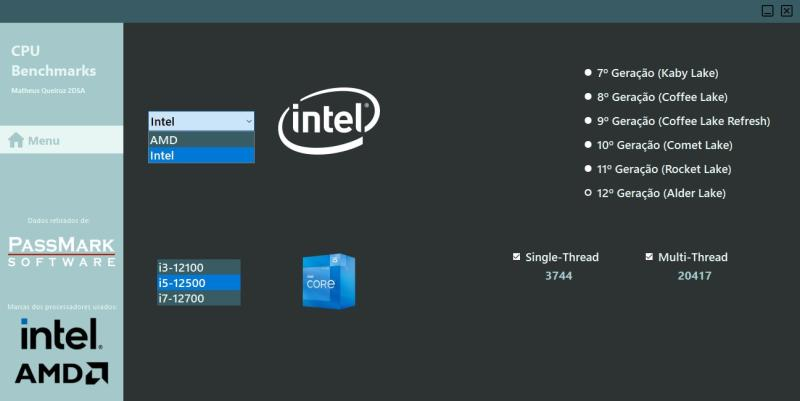 CPU
Benchmarks
Matheus Queiroz 2DSA
Menu
Dados retirados de:
PASSMARK
SOFTWARE
Marcas dos processadores usados:
intel.
AMD
Intel
AMD
Intel
intel®
i3-12100
i5-12500
i7-12700
intel
CORE
i5
7º Geração (Kaby Lake)
8º Geração (Coffee Lake)
9º Geração (Coffee Lake Refresh)
10º Geração (Comet Lake)
11º Geração (Rocket Lake)
12º Geração (Alder Lake)
Single-Thread
3744
Multi-Thread
20417